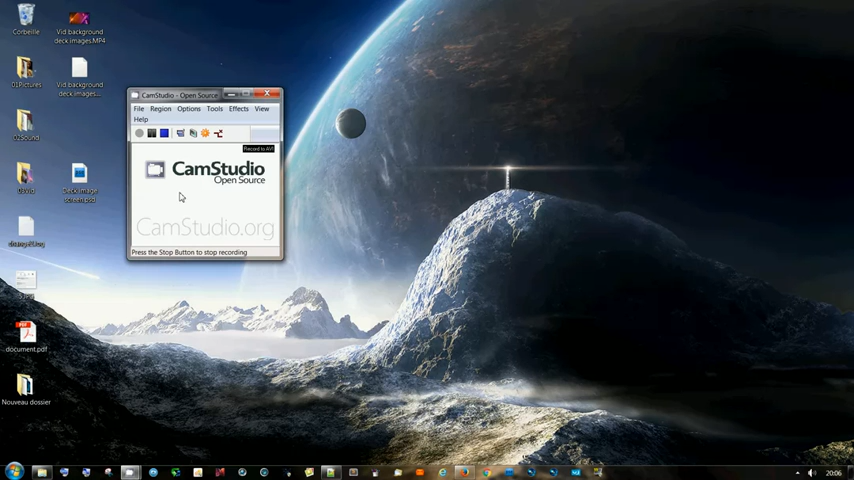 Corbeille
Vid background
deck images.MP4
01Pictures
Vid background
deck images...
02Sound
03Vid
Deck image
screen.psd
document.pdf
Nouveau dossier
CamStudio - Open Source
File Region Options Tools Effects View
Help
Record to AVI
CamStudio
Open Source
CamStudio.org
Press the Stop Button to stop recording
20:06